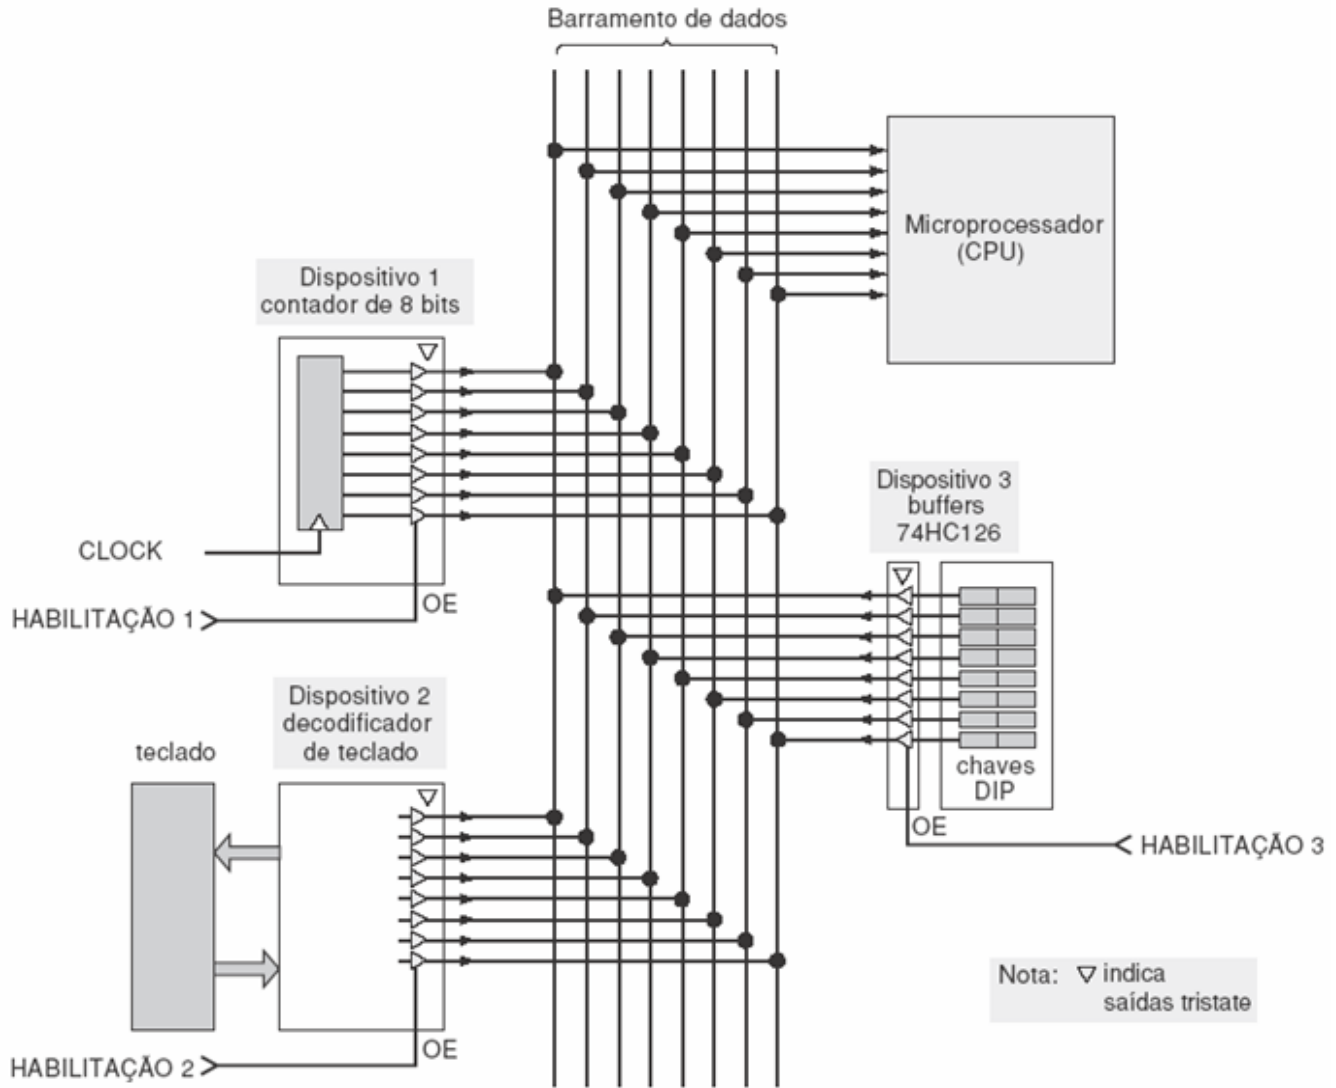 Barramento de dados
Microprocessador
(CPU)
Dispositivo 1
contador de 8 bits
CLOCK
HABILITAÇÃO 1
OE
Dispositivo 3
buffers
74HC126
chaves
DIP
OE
HABILITAÇÃO 3
Dispositivo 2
decodificador
de teclado
teclado
OE
HABILITAÇÃO 2
Nota: ▽ indica
saídas tristate